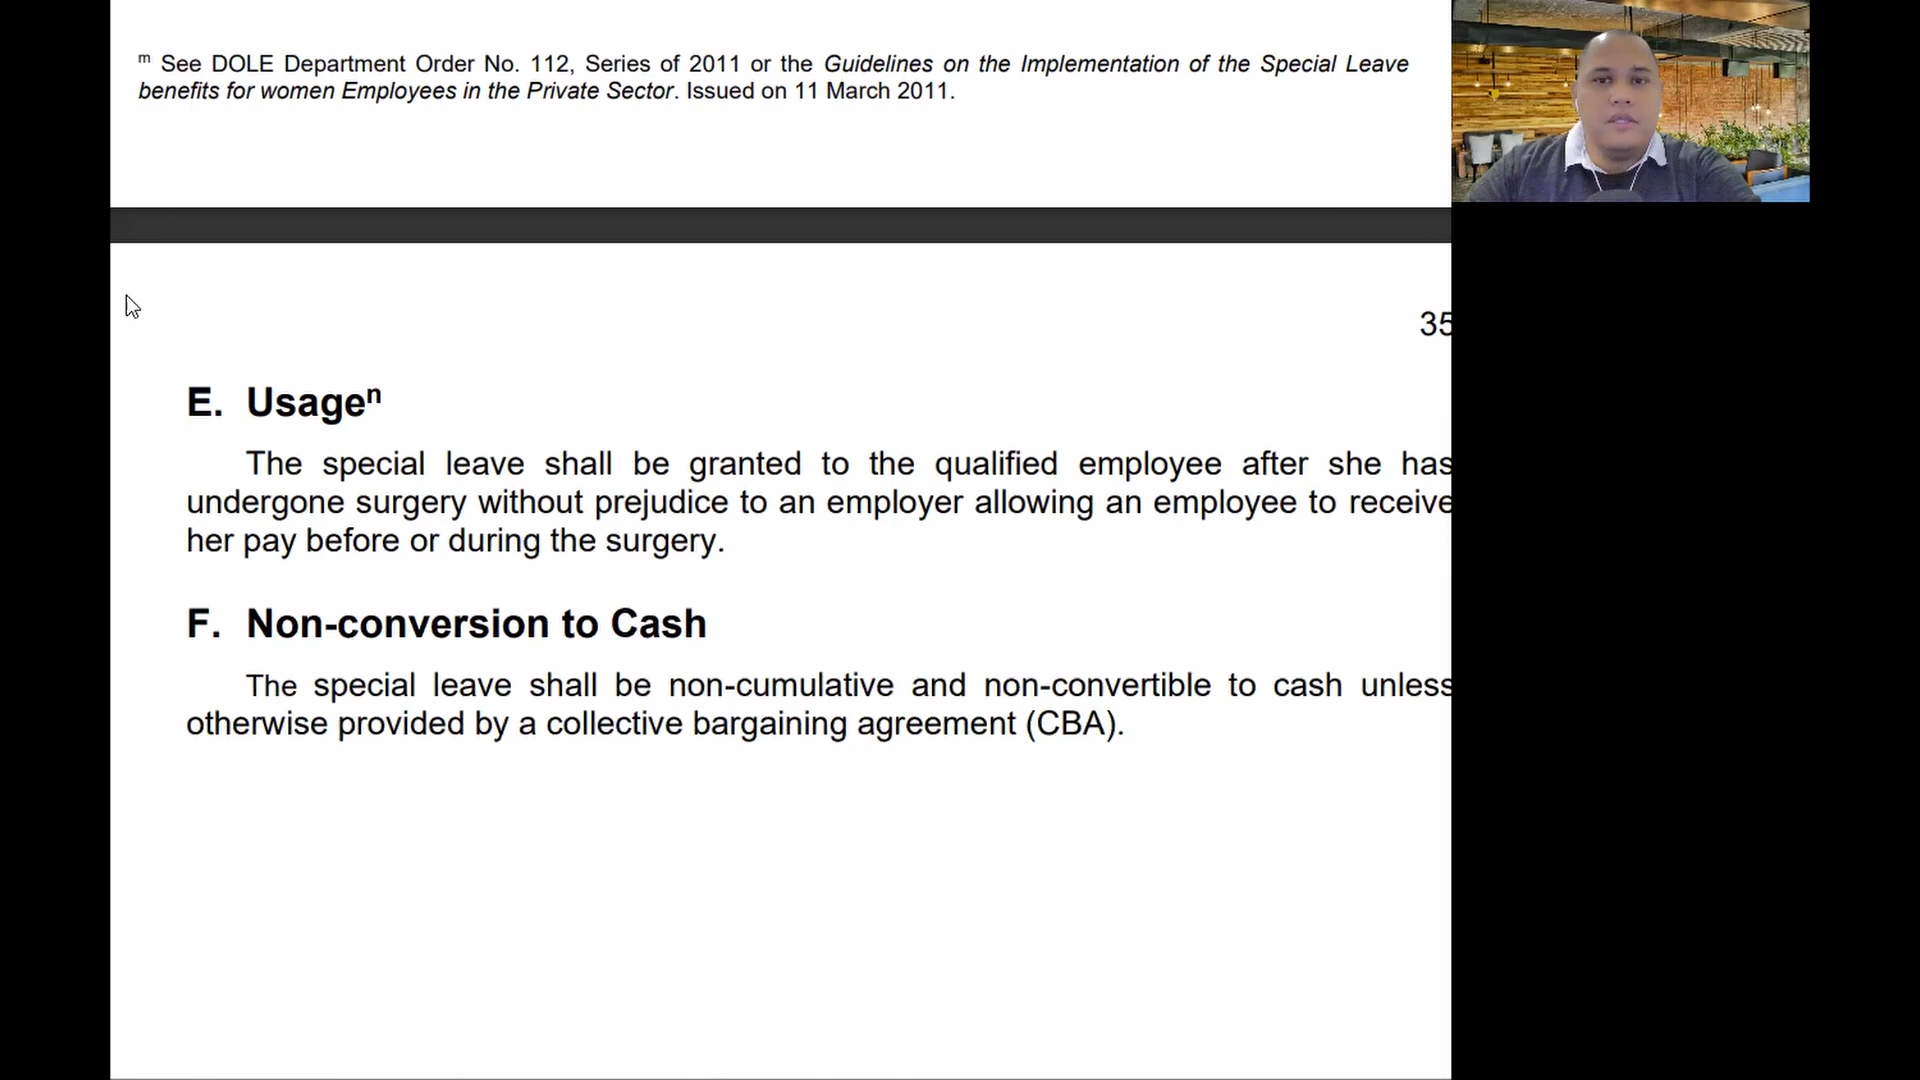 m See DOLE Department Order No. 112, Series of 2011 or the Guidelines on the Implementation of the Special Leave
benefits for women Employees in the Private Sector. Issued on 11 March 2011.
35
E. Usagen
The special leave shall be granted to the qualified employee after she has
undergone surgery without prejudice to an employer allowing an employee to receive
her pay before or during the surgery.
F. Non-conversion to Cash
The special leave shall be non-cumulative and non-convertible to cash unless
otherwise provided by a collective bargaining agreement (CBA).